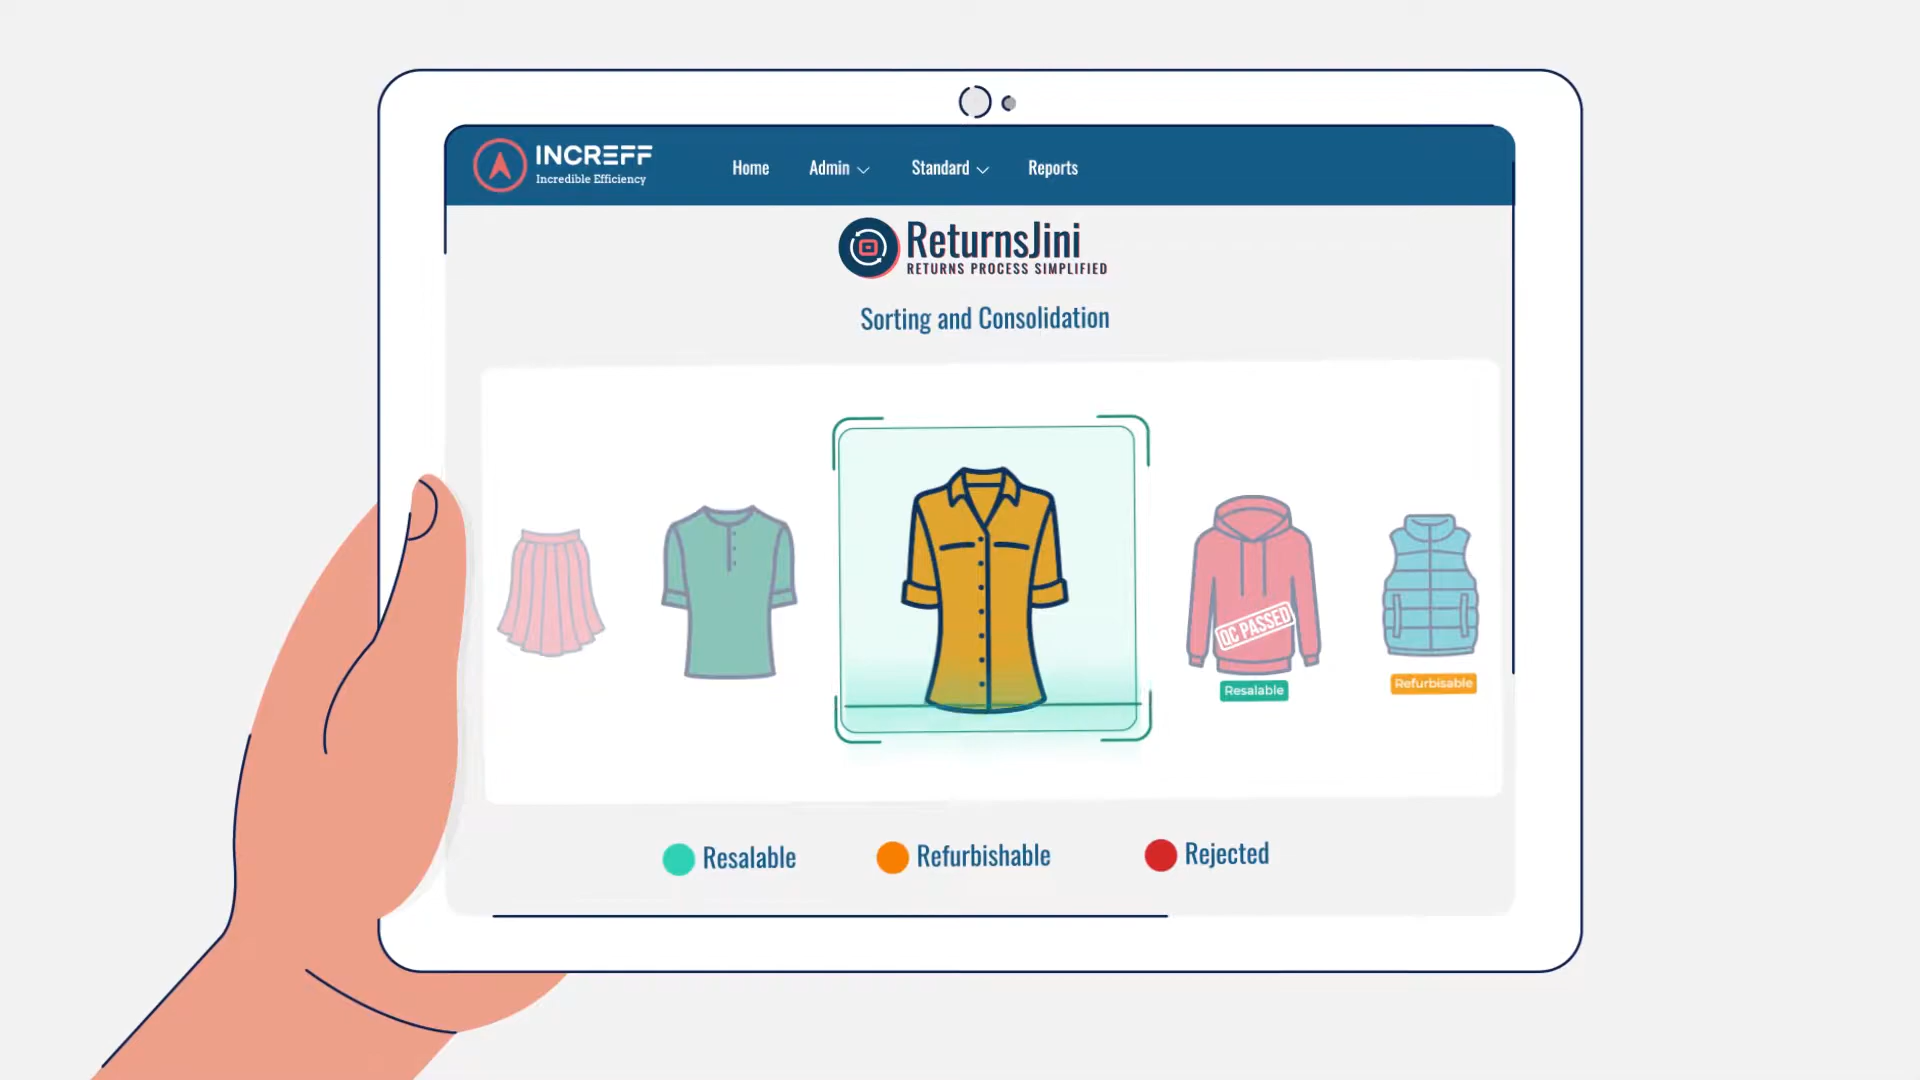 INCREFF
Incredible Efficiency
Home Admin Standard Reports
ReturnsJini
RETURNS PROCESS SIMPLIFIED
Sorting and Consolidation
QC PASSED
Resalable
Refurbisable
Resalable Refurbishable Rejected